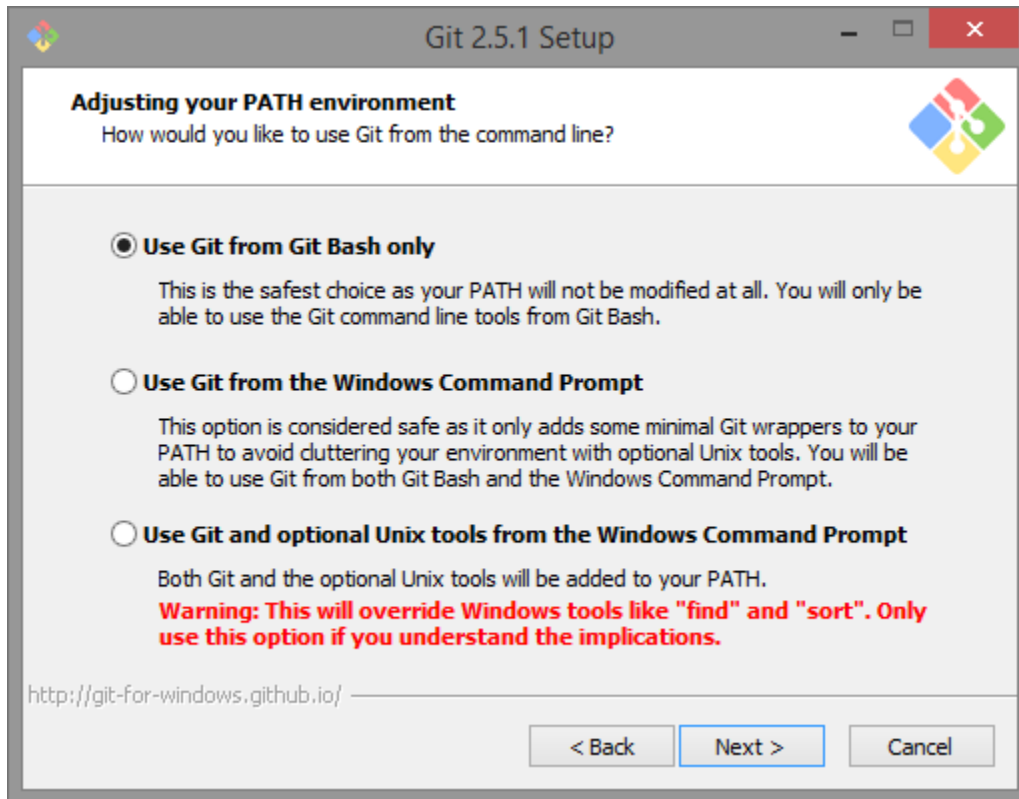 Git 2.5.1 Setup
Adjusting your PATH environment
How would you like to use Git from the command line?
Use Git from Git Bash only
This is the safest choice as your PATH will not be modified at all. You will only be
able to use the Git command line tools from Git Bash.
Use Git from the Windows Command Prompt
This option is considered safe as it only adds some minimal Git wrappers to your
PATH to avoid cluttering your environment with optional Unix tools. You will be
able to use Git from both Git Bash and the Windows Command Prompt.
Use Git and optional Unix tools from the Windows Command Prompt
Both Git and the optional Unix tools will be added to your PATH.
Warning: This will override Windows tools like "find" and "sort". Only
use this option if you understand the implications.
http://git-for-windows.github.io/
< Back Next > Cancel